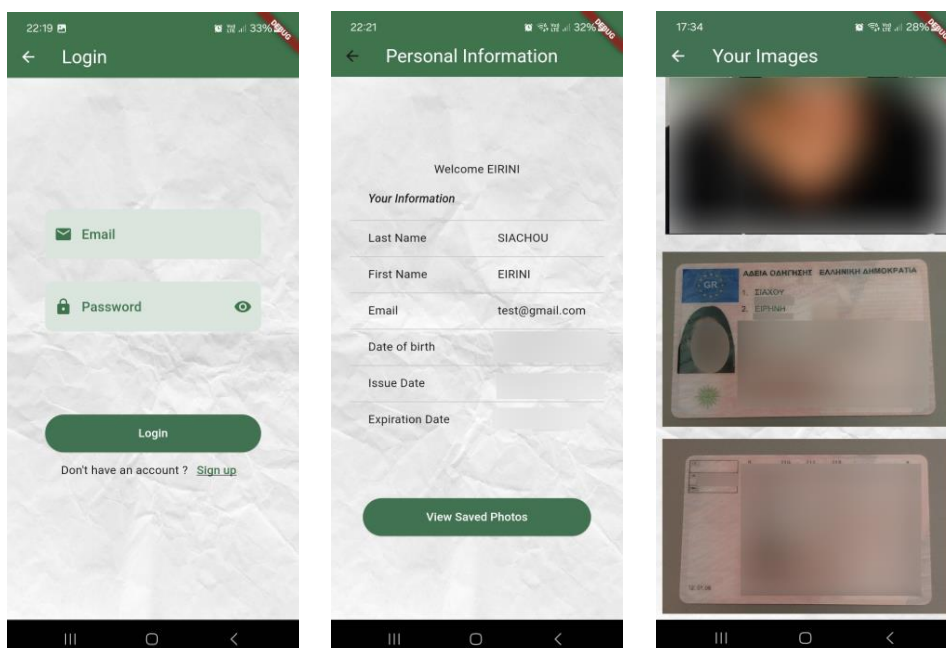 22:19
33%
DEBUG
Login
Email
Password
Login
Don't have an account ? Sign up
22:21
32%
DEBUG
Personal Information
Welcome EIRINI
Your Information
Last Name SIACHOU
First Name EIRINI
Email test@gmail.com
Date of birth
Issue Date
Expiration Date
View Saved Photos
17:34
28%
Your Images
GR
ΑΔΕΙΑ ΟΔΗΓΗΣΗΣ ΕΛΛΗΝΙΚΗ ΔΗΜΟΚΡΑΤΙΑ
1. ΣΙΑΧΟΥ
2. ΕΙΡΗΝΗ